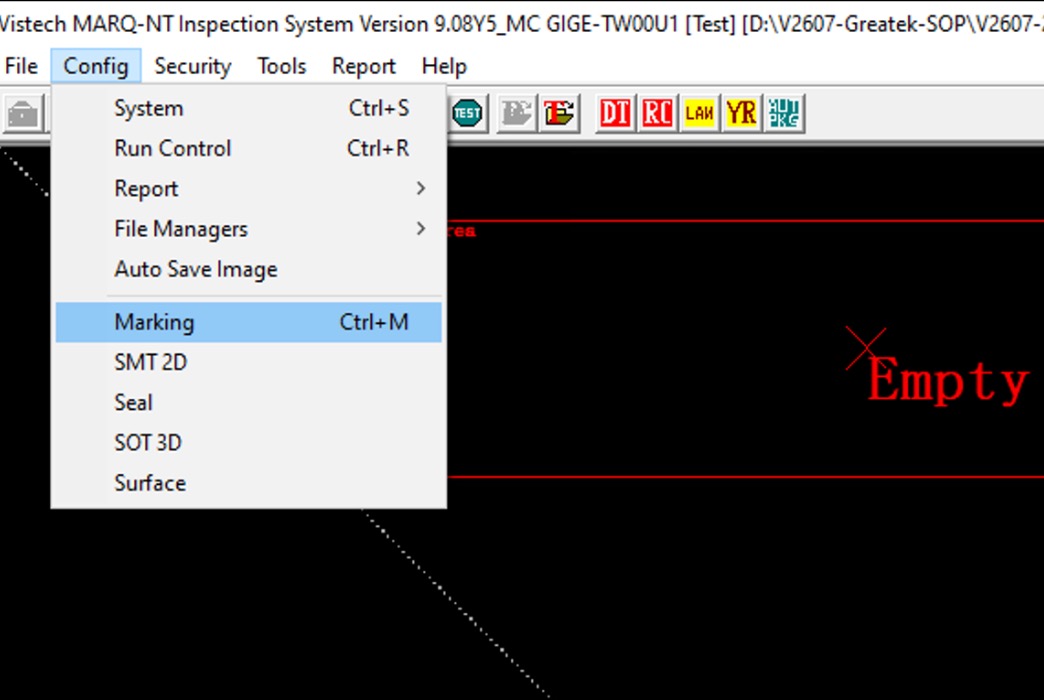 Vistech MARQ-NT Inspection System Version 9.08Y5_MC GIGE-TW00U1 [Test] [D:\V2607-Greatek-SOP\V2607-2
File Config Security Tools Report Help
TEST DT RC LAN YR OUT PKG
System Ctrl+S
Run Control Ctrl+R
Report
File Managers
Auto Save Image
Marking Ctrl+M
SMT 2D
Seal
SOT 3D
Surface
rea
Empty